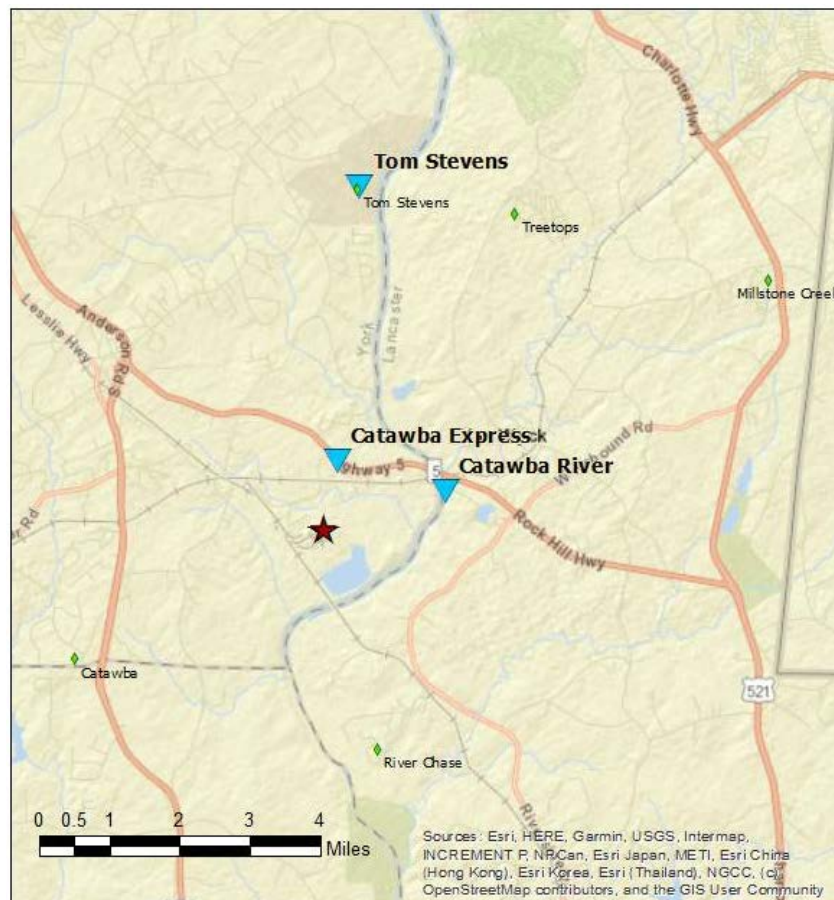 Charlotte Hwy
Tom Stevens
Tom Stevens
Treetops
Millstone Creek
Lesslie Hwy
Anderson Rd S
York
Lancaster
Catawba Express
Highway 5
5
Catawba River
Rock Hill Hwy
Catawba
521
River Chase
0 0.5 1 2 3 4
Miles
Sources: Esri, HERE, Garmin, USGS, Intermap,
INCREMENT P, NRCan, Esri Japan, METI, Esri China
(Hong Kong), Esri Korea, Esri (Thailand), NGCC, (c)
OpenStreetMap contributors, and the GIS User Community